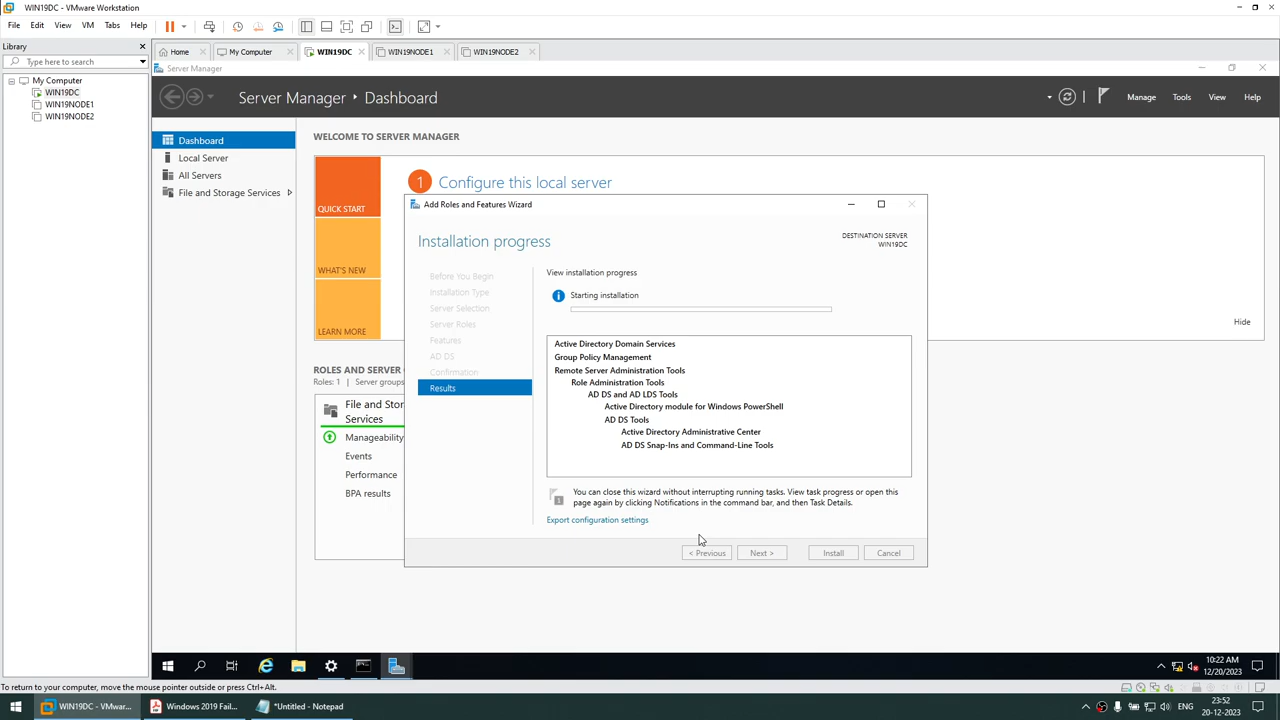 WIN19DC - VMware Workstation
File Edit View VM Tabs Help
Library
Type here to search
My Computer
WIN19DC
WIN19NODE1
WIN19NODE2
Home My Computer WIN19DC WIN19NODE1 WIN19NODE2
Server Manager
Server Manager ‣ Dashboard
Manage Tools View Help
Dashboard
Local Server
All Servers
File and Storage Services
WELCOME TO SERVER MANAGER
QUICK START
WHAT'S NEW
LEARN MORE
1 Configure this local server
Hide
ROLES AND SERVER
Roles: 1 | Server groups
File and Stor
Services
Manageability
Events
Performance
BPA results
Add Roles and Features Wizard
Installation progress
DESTINATION SERVER
WIN19DC
Before You Begin
Installation Type
Server Selection
Server Roles
Features
AD DS
Confirmation
Results
View installation progress
Starting installation
Active Directory Domain Services
Group Policy Management
Remote Server Administration Tools
Role Administration Tools
AD DS and AD LDS Tools
Active Directory module for Windows PowerShell
AD DS Tools
Active Directory Administrative Center
AD DS Snap-Ins and Command-Line Tools
1
You can close this wizard without interrupting running tasks. View task progress or open this
page again by clicking Notifications in the command bar, and then Task Details.
Export configuration settings
< Previous Next > Install Cancel
10:22 AM
12/20/2023
To return to your computer, move the mouse pointer outside or press Ctrl+Alt.
WIN19DC - VMwar... Windows 2019 Fail... *Untitled - Notepad
ENG
23:52
20-12-2023